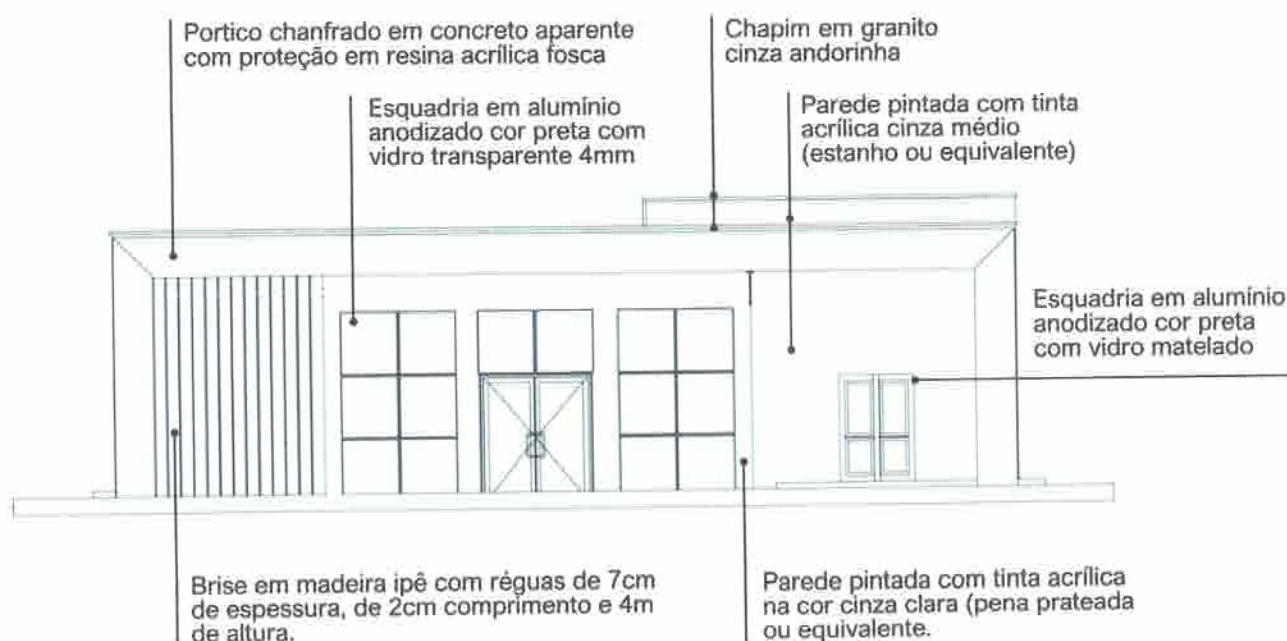 Portico chanfrado em concreto aparente
com proteção em resina acrílica fosca
Chapim em granito
cinza andorinha
Esquadria em alumínio
anodizado cor preta com
vidro transparente 4mm
Parede pintada com tinta
acrílica cinza médio
(estanho ou equivalente)
Esquadria em alumínio
anodizado cor preta
com vidro matelado
Brise em madeira ipê com réguas de 7cm
de espessura, de 2cm comprimento e 4m
de altura.
Parede pintada com tinta acrílica
na cor cinza clara (pena prateada
ou equivalente.